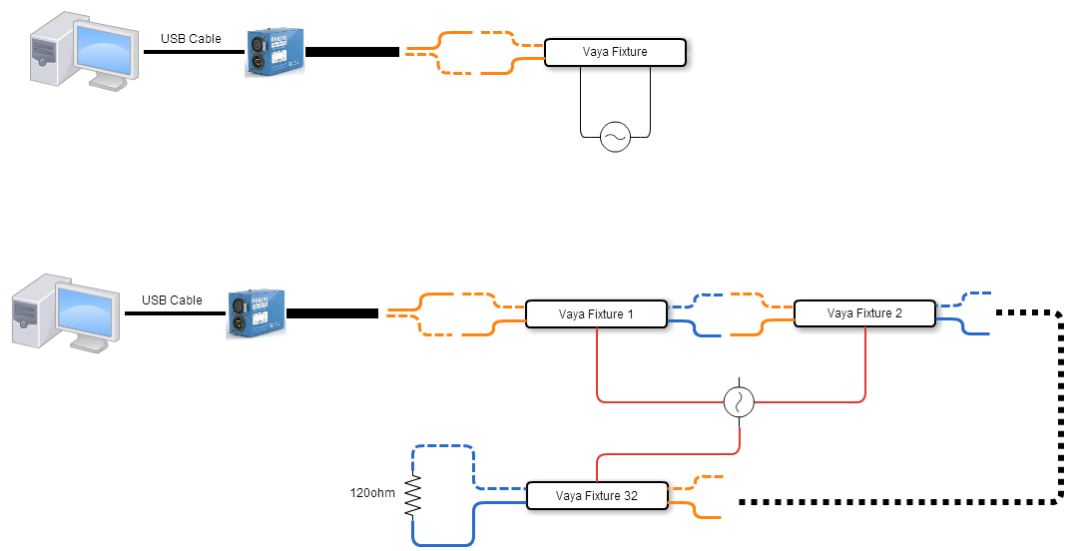 USB Cable
Vaya Fixture
USB Cable
Vaya Fixture 1
Vaya Fixture 2
120ohm
Vaya Fixture 32